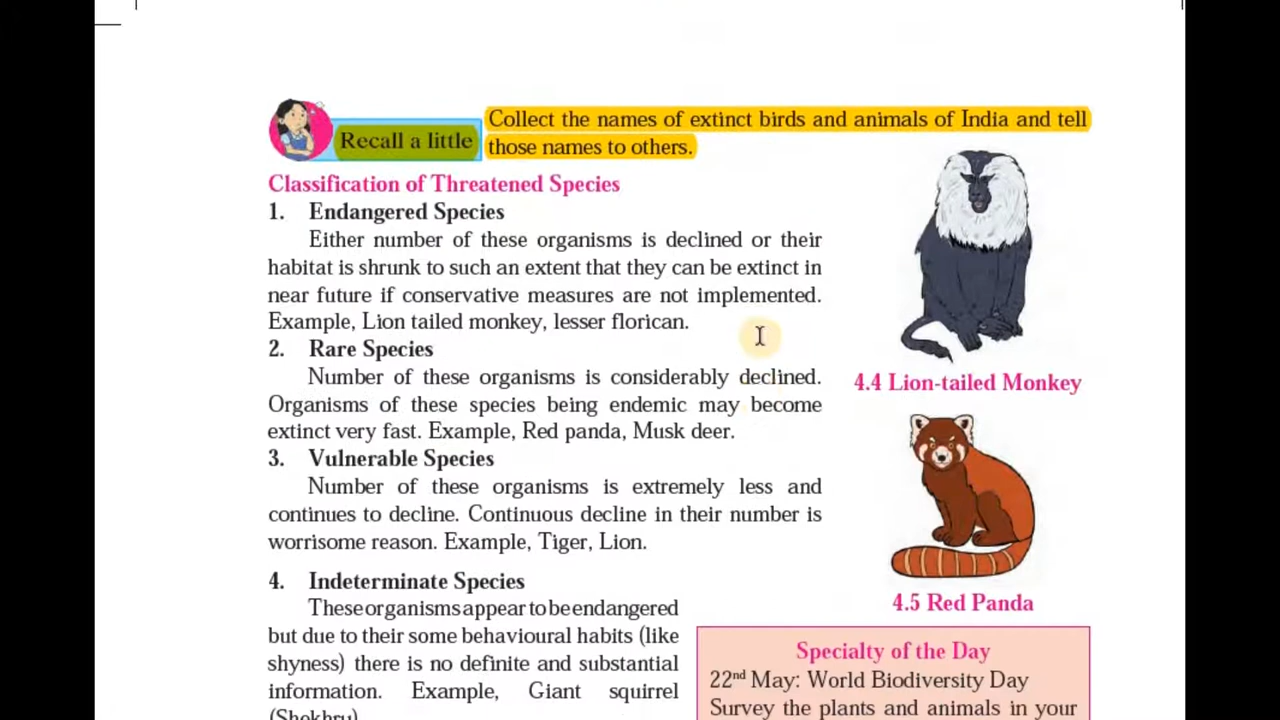 Recall a little
Collect the names of extinct birds and animals of India and tell
those names to others.
Classification of Threatened Species
1. Endangered Species
Either number of these organisms is declined or their
habitat is shrunk to such an extent that they can be extinct in
near future if conservative measures are not implemented.
Example, Lion tailed monkey, lesser florican.
2. Rare Species
Number of these organisms is considerably declined.
Organisms of these species being endemic may become
extinct very fast. Example, Red panda, Musk deer.
3. Vulnerable Species
Number of these organisms is extremely less and
continues to decline. Continuous decline in their number is
worrisome reason. Example, Tiger, Lion.
4. Indeterminate Species
These organisms appear to be endangered
but due to their some behavioural habits (like
shyness) there is no definite and substantial
information. Example, Giant squirrel
(Shekhru)
4.4 Lion-tailed Monkey
4.5 Red Panda
Specialty of the Day
22nd May: World Biodiversity Day
Survey the plants and animals in your